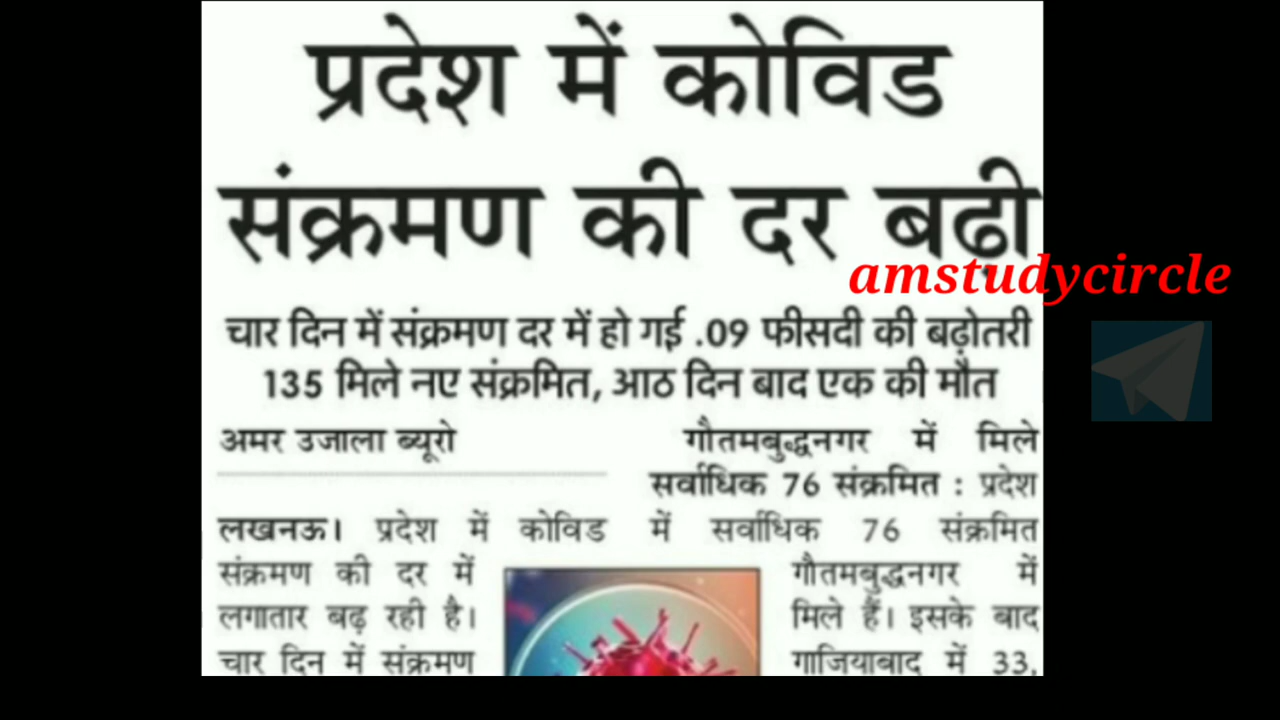 प्रदेश में कोविड
संक्रमण की दर बढ़ी
amstudycircle
चार दिन में संक्रमण दर में हो गई .09 फीसदी की बढ़ोतरी
135 मिले नए संक्रमित, आठ दिन बाद एक की मौत
अमर उजाला ब्यूरो
लखनऊ। प्रदेश में कोविड
संक्रमण की दर में
लगातार बढ़ रही है।
चार दिन में संक्रमण
गौतमबुद्धनगर में मिले
सर्वाधिक 76 संक्रमित : प्रदेश
में सर्वाधिक 76 संक्रमित
गौतमबुद्धनगर में
मिले हैं। इसके बाद
गाजियाबाद में 33,